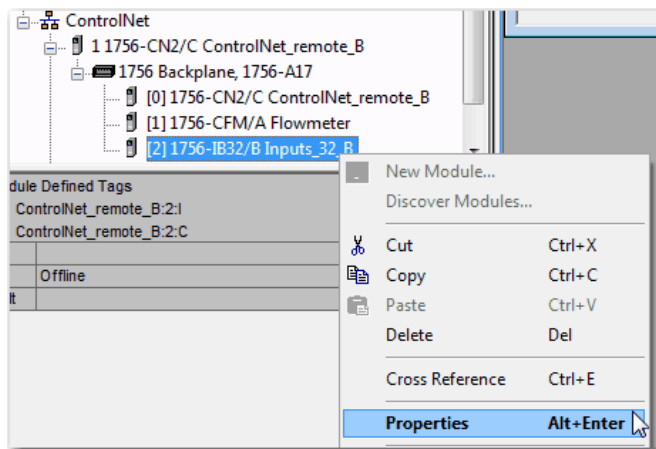 ControlNet
1 1756-CN2/C ControlNet_remote_B
1756 Backplane, 1756-A17
[0] 1756-CN2/C ControlNet_remote_B
[1] 1756-CFM/A Flowmeter
[2] 1756-IB32/B Inputs_32_B
dule Defined Tags
ControlNet_remote_B:2:I
ControlNet_remote_B:2:C
Offline
lt
New Module...
Discover Modules...
Cut Ctrl+X
Copy Ctrl+C
Paste Ctrl+V
Delete Del
Cross Reference Ctrl+E
Properties Alt+Enter